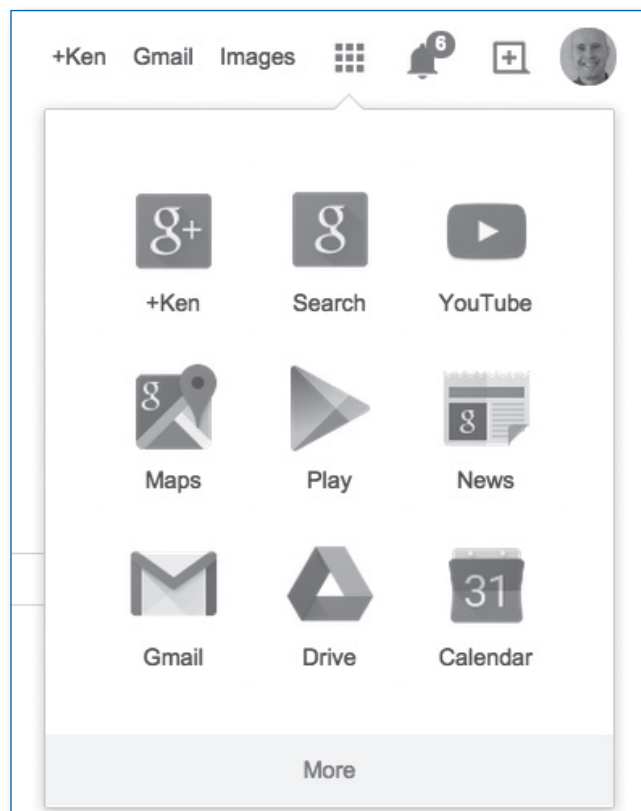 +Ken Gmail Images 6
g+ g
+Ken Search YouTube
g g
Maps Play News
31
Gmail Drive Calendar
More